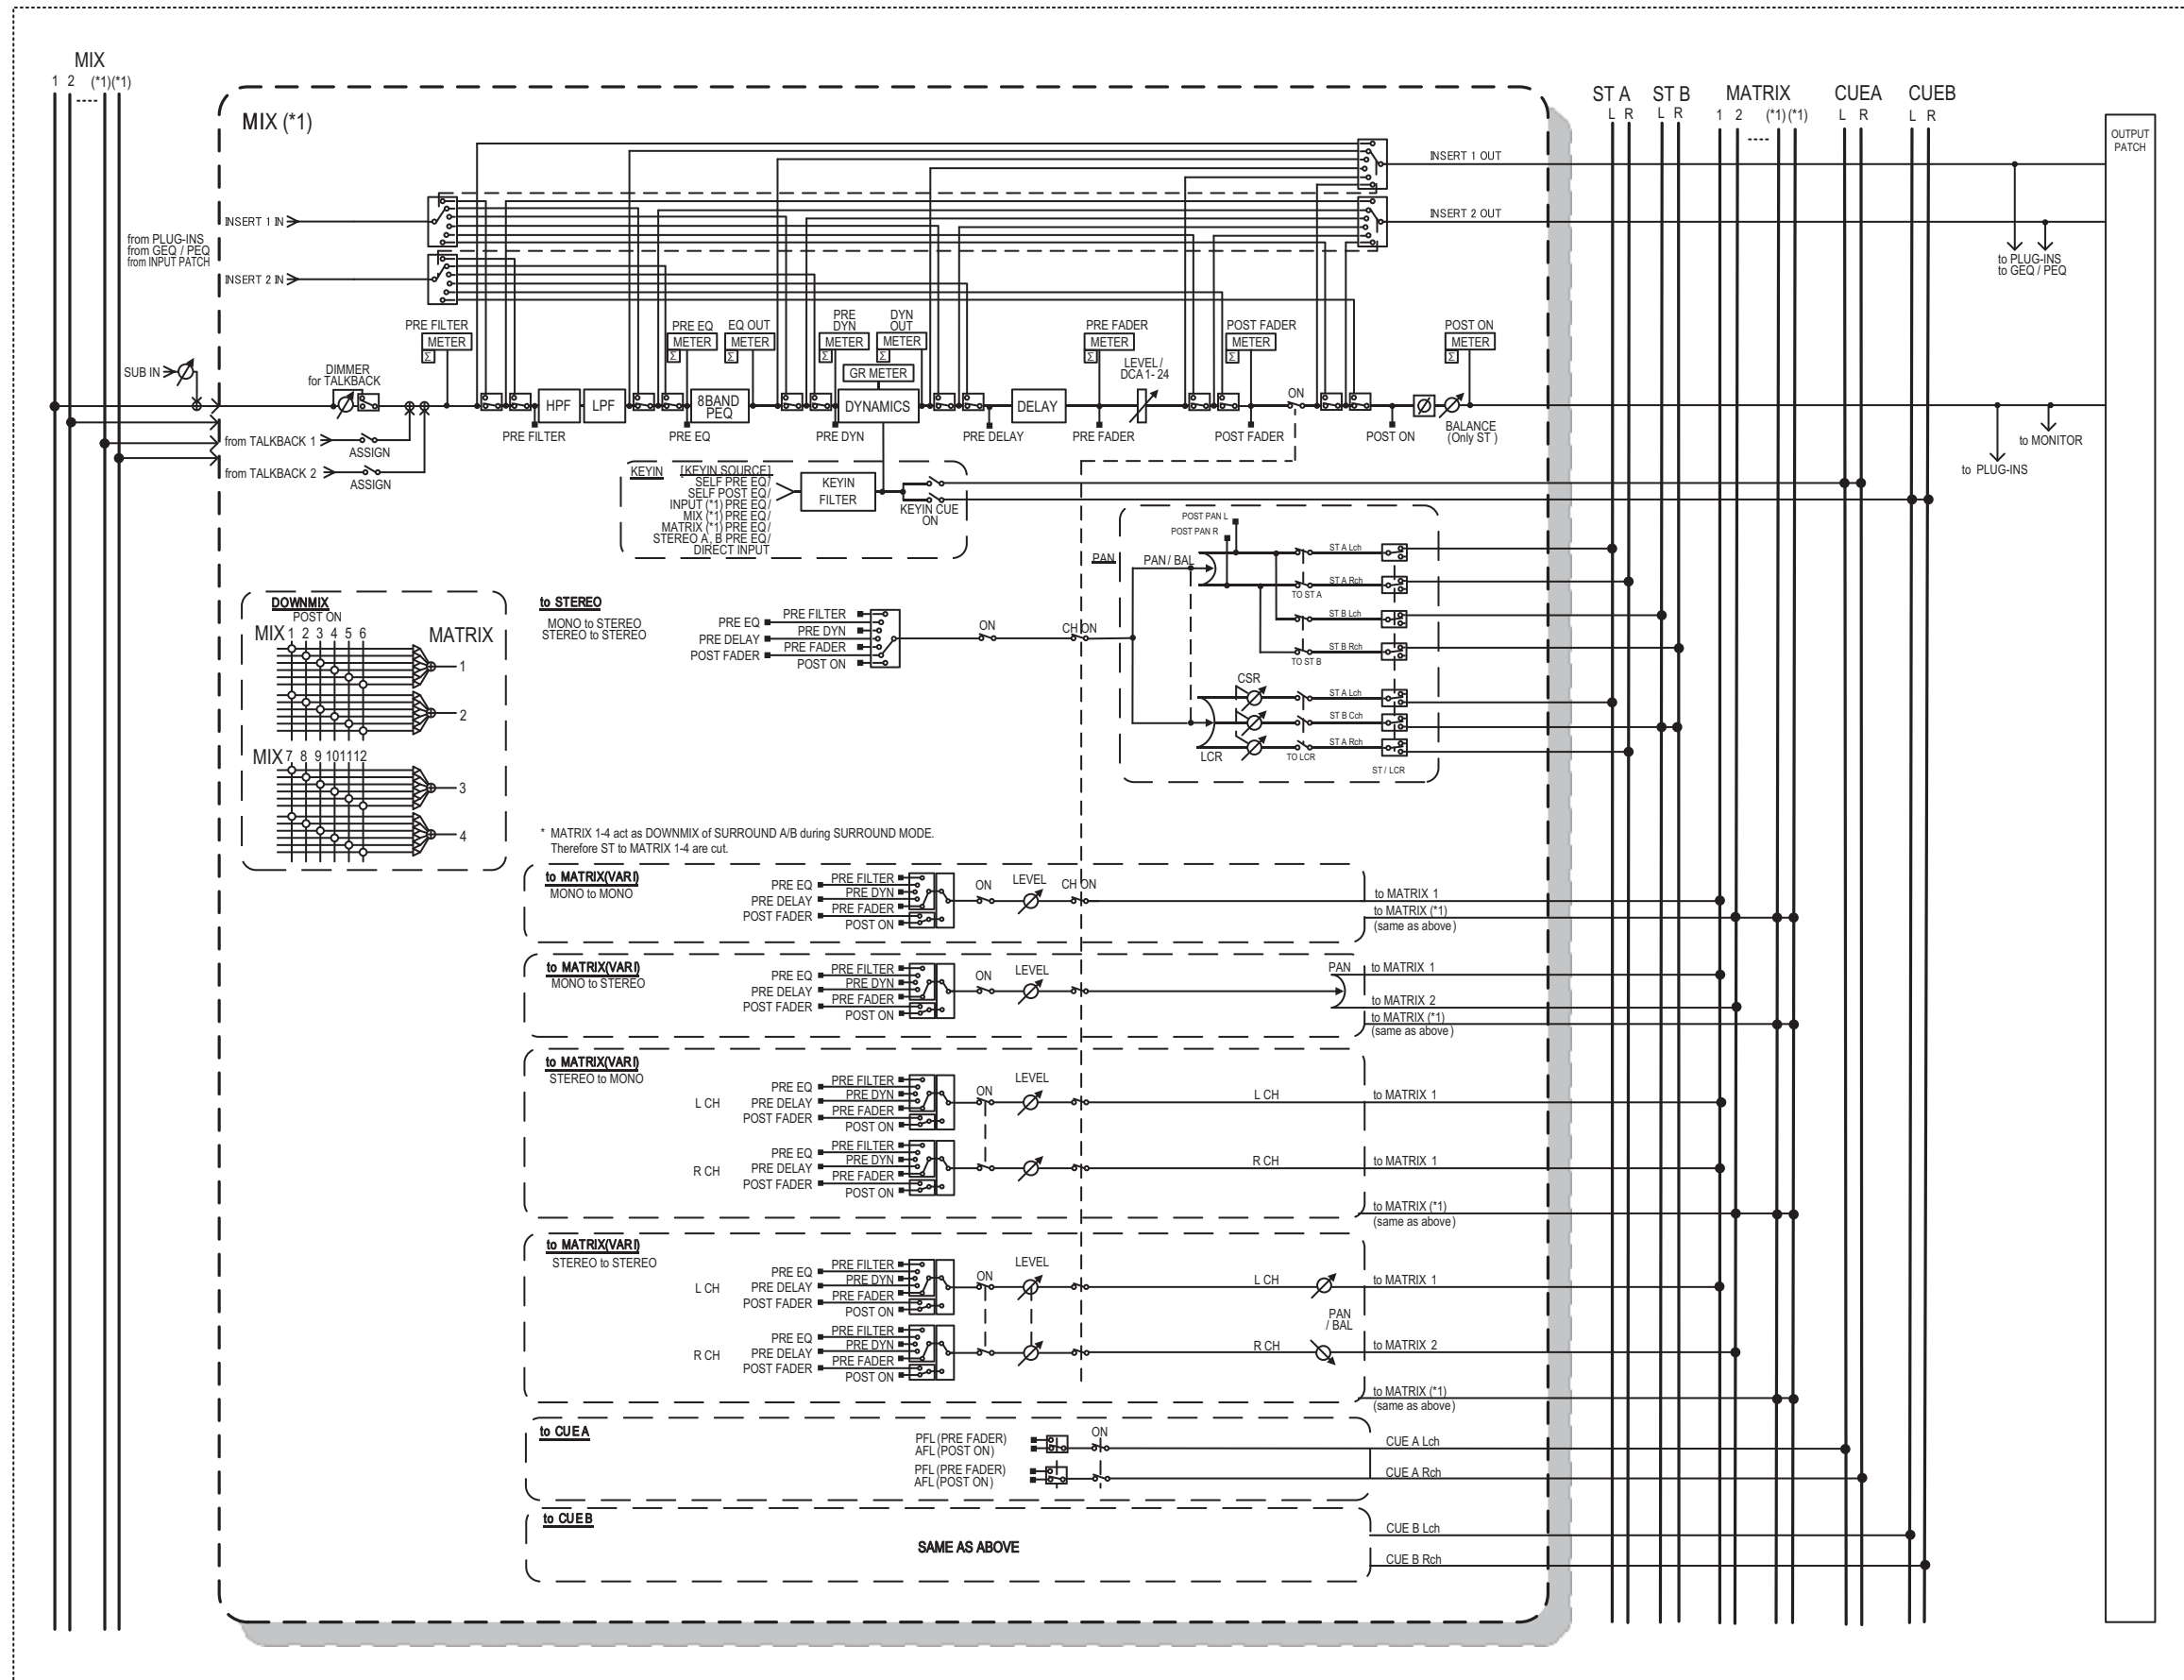 MIX
1 2 (*1)(*1)
MIX (*1)
ST A
L R
ST B
L R
MATRIX
1 2 (*1)(*1)
CUEA
L R
CUEB
L R
OUTPUT
PATCH
INSERT 1 OUT
INSERT 2 OUT
INSERT 1 IN
from PLUG-INS
from GEQ / PEQ
from INPUT PATCH
INSERT 2 IN
to PLUG-INS
to GEQ / PEQ
PRE FILTER
METER
Σ
PRE EQ
METER
Σ
EQ OUT
METER
Σ
PRE
DYN
METER
Σ
DYN
OUT
METER
Σ
GR METER
PRE FADER
METER
Σ
LEVEL /
DCA 1- 24
POST FADER
METER
Σ
POST ON
METER
Σ
SUB IN
DIMMER
for TALKBACK
HPF
LPF
8BAND
PEQ
DYNAMICS
DELAY
ON
PRE FILTER
PRE EQ
PRE DYN
PRE DELAY
PRE FADER
POST FADER
POST ON
BALANCE
(Only ST )
to MONITOR
to PLUG-INS
from TALKBACK 1
ASSIGN
from TALKBACK 2
ASSIGN
KEYIN
[KEYIN SOURCE]
SELF PRE EQ /
SELF POST EQ /
INPUT (*1) PRE EQ /
MIX (*1) PRE EQ /
MATRIX (*1) PRE EQ /
STEREO A, B PRE EQ /
DIRECT INPUT
KEYIN
FILTER
KEYIN CUE
ON
POST PAN L
POST PAN R
PAN
PAN / BAL
ST A Lch
ST A Rch
TO ST A
ST B Lch
ST B Rch
TO ST B
CSR
ST A Lch
ST B Cch
ST A Rch
LCR
TO LCR
ST / LCR
DOWNMIX
POST ON
MIX 1 2 3 4 5 6
MATRIX
1
2
MIX 7 8 9 10 11 12
3
4
to STEREO
MONO to STEREO
STEREO to STEREO
PRE FILTER
PRE EQ
PRE DYN
PRE DELAY
PRE FADER
POST FADER
POST ON
ON
CH ON
* MATRIX 1-4 act as DOWNMIX of SURROUND A/B during SURROUND MODE.
Therefore ST to MATRIX 1-4 are cut.
to MATRIX(VARI)
MONO to MONO
PRE FILTER
PRE EQ
PRE DYN
PRE DELAY
PRE FADER
POST FADER
POST ON
ON
LEVEL
CH ON
to MATRIX 1
to MATRIX (*1)
(same as above)
to MATRIX(VARI)
MONO to STEREO
PRE FILTER
PRE EQ
PRE DYN
PRE DELAY
PRE FADER
POST FADER
POST ON
ON
LEVEL
PAN
to MATRIX 1
to MATRIX 2
to MATRIX (*1)
(same as above)
to MATRIX(VARI)
STEREO to MONO
L CH
PRE FILTER
PRE EQ
PRE DYN
PRE DELAY
PRE FADER
POST FADER
POST ON
ON
LEVEL
L CH
to MATRIX 1
R CH
PRE FILTER
PRE EQ
PRE DYN
PRE DELAY
PRE FADER
POST FADER
POST ON
R CH
to MATRIX 1
to MATRIX (*1)
(same as above)
to MATRIX(VARI)
STEREO to STEREO
L CH
PRE FILTER
PRE EQ
PRE DYN
PRE DELAY
PRE FADER
POST FADER
POST ON
ON
LEVEL
L CH
to MATRIX 1
PAN
/ BAL
R CH
PRE FILTER
PRE EQ
PRE DYN
PRE DELAY
PRE FADER
POST FADER
POST ON
R CH
to MATRIX 2
to MATRIX (*1)
(same as above)
to CUE A
PFL (PRE FADER)
AFL (POST ON)
ON
CUE A Lch
PFL (PRE FADER)
AFL (POST ON)
CUE A Rch
to CUE B
SAME AS ABOVE
CUE B Lch
CUE B Rch